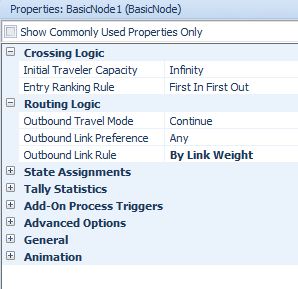 Properties: BasicNode1 (BasicNode)
Show Commonly Used Properties Only
Crossing Logic
Initial Traveler Capacity Infinity
Entry Ranking Rule First In First Out
Routing Logic
Outbound Travel Mode Continue
Outbound Link Preference Any
Outbound Link Rule By Link Weight
State Assignments
Tally Statistics
Add-On Process Triggers
Advanced Options
General
Animation